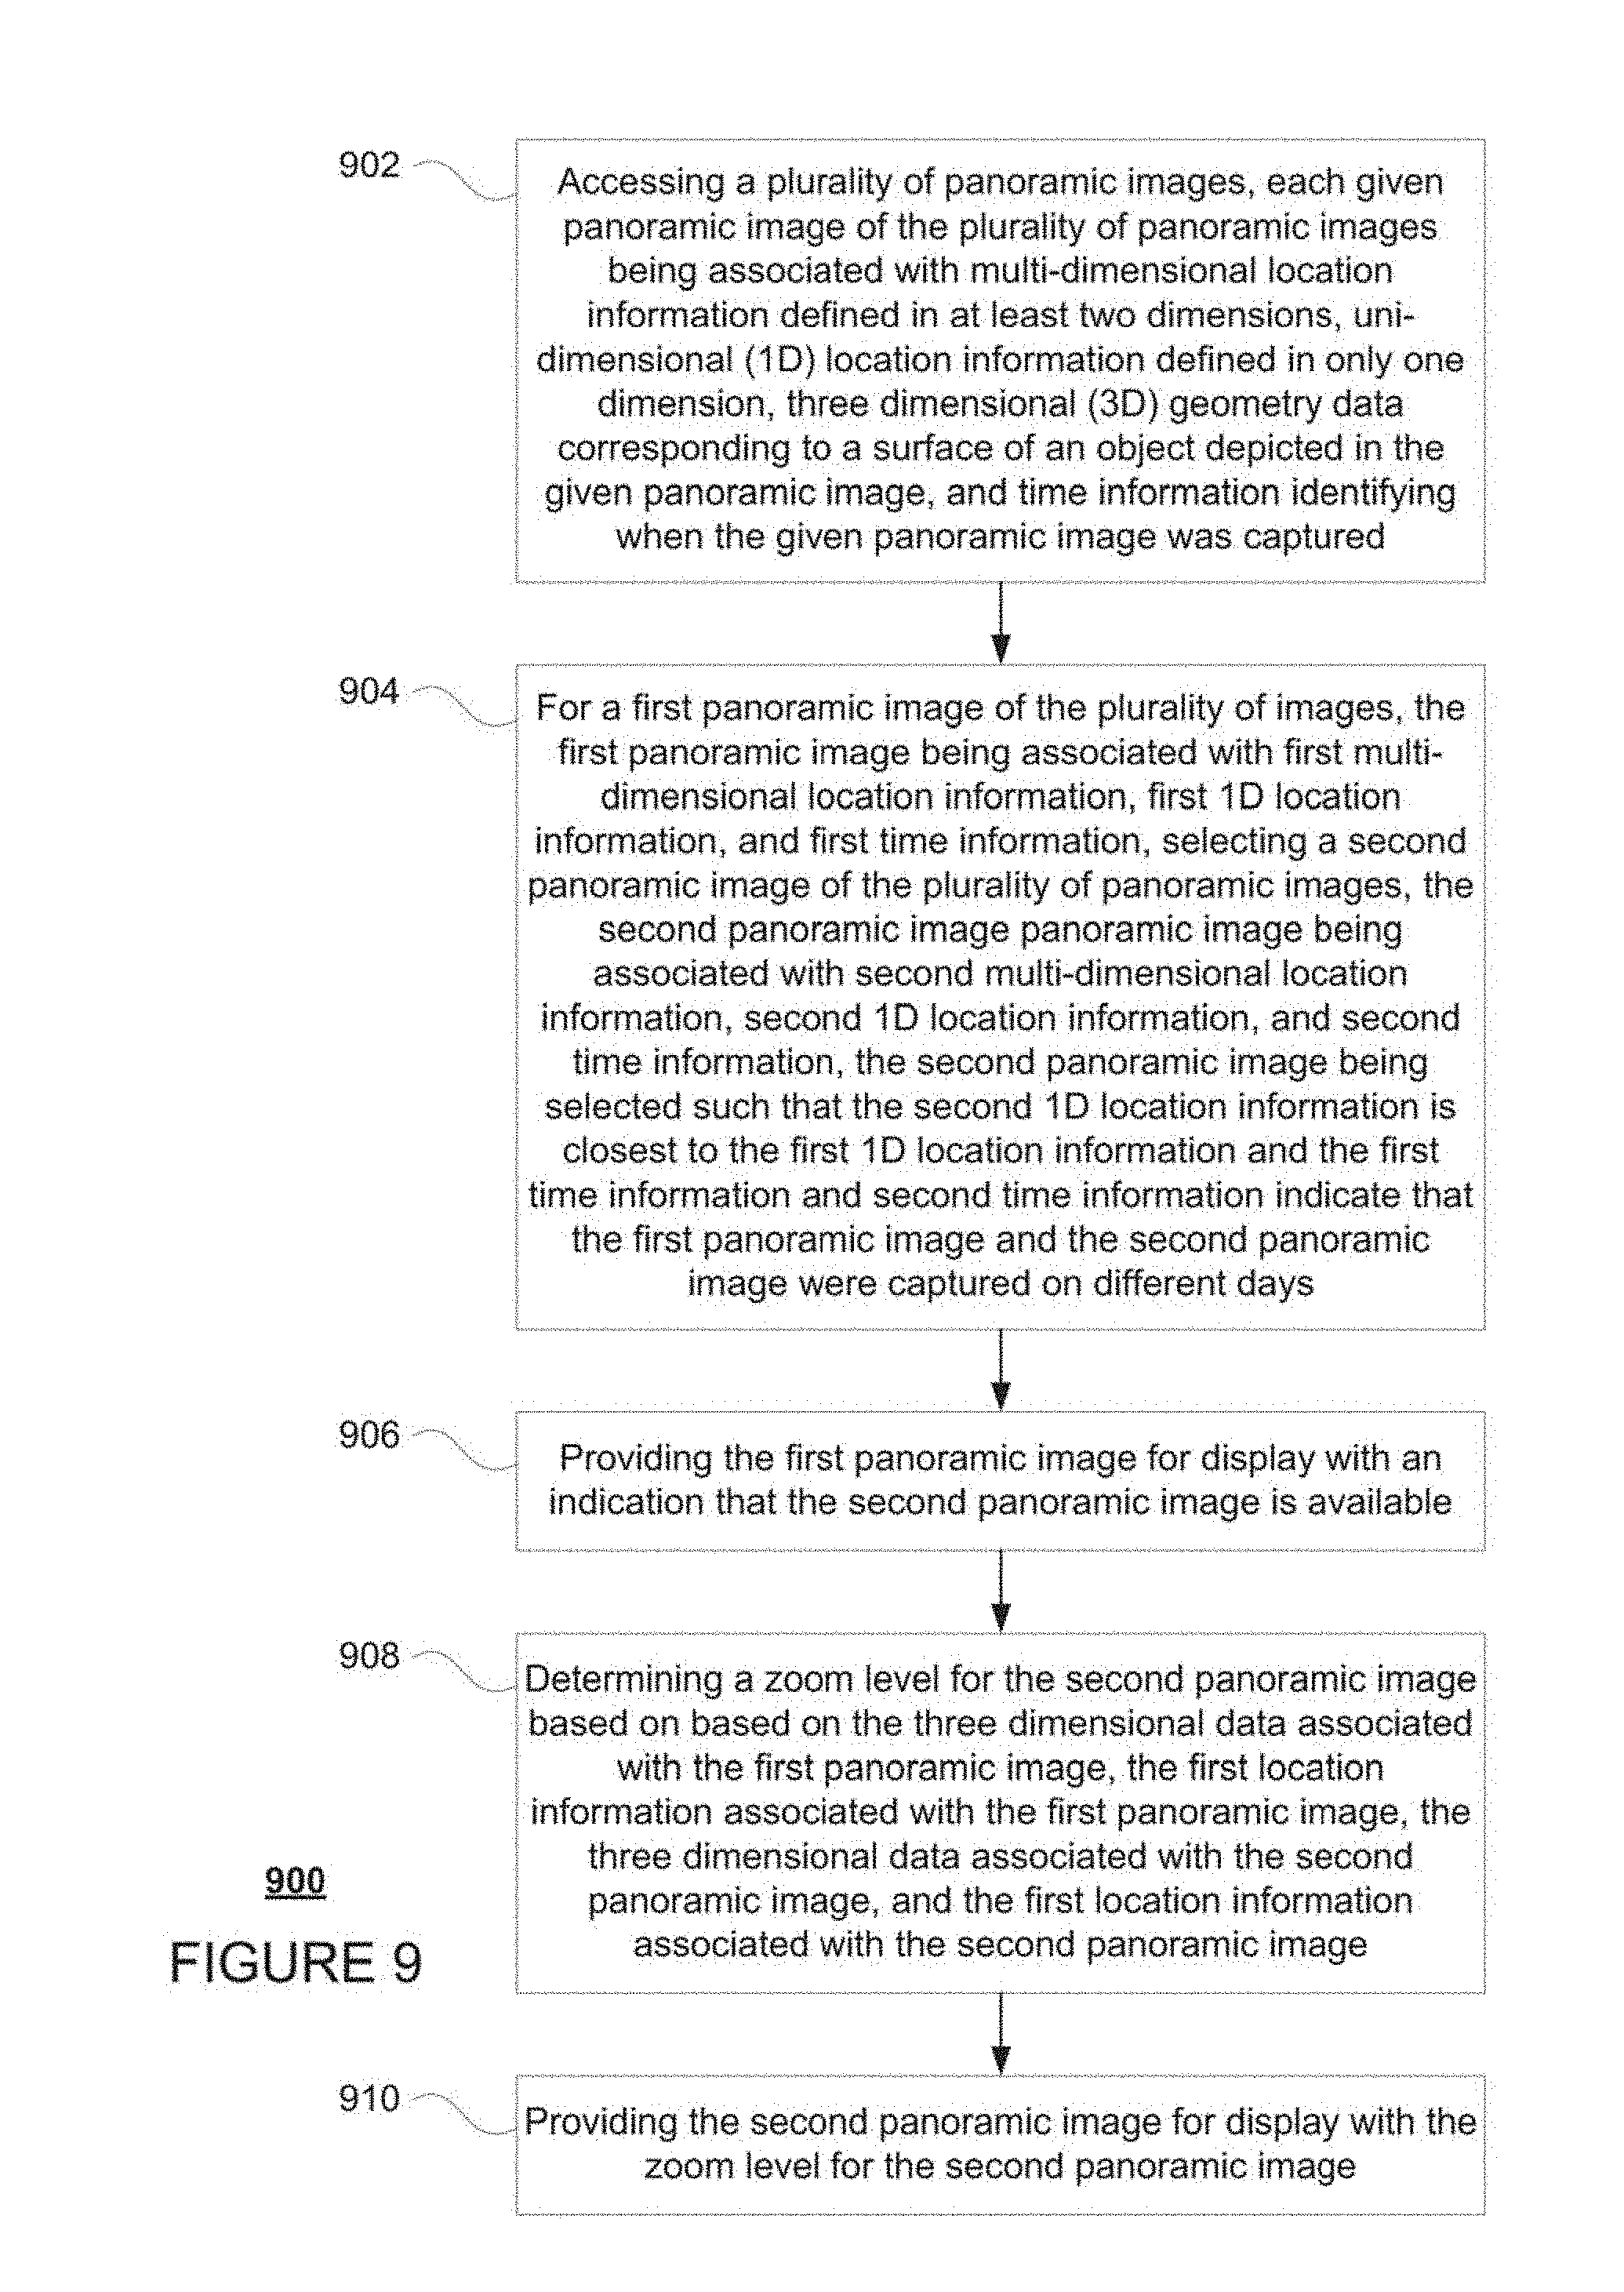 902
Accessing a plurality of panoramic images, each given
panoramic image of the plurality of panoramic images
being associated with multi-dimensional location
information defined in at least two dimensions, uni-
dimensional (1D) location information defined in only one
dimension, three dimensional (3D) geometry data
corresponding to a surface of an object depicted in the
given panoramic image, and time information identifying
when the given panoramic image was captured
904
For a first panoramic image of the plurality of images, the
first panoramic image being associated with first multi-
dimensional location information, first 1D location
information, and first time information, selecting a second
panoramic image of the plurality of panoramic images, the
second panoramic image panoramic image being
associated with second multi-dimensional location
information, second 1D location information, and second
time information, the second panoramic image being
selected such that the second 1D location information is
closest to the first 1D location information and the first
time information and second time information indicate that
the first panoramic image and the second panoramic
image were captured on different days
906
Providing the first panoramic image for display with an
indication that the second panoramic image is available
908
Determining a zoom level for the second panoramic image
based on based on the three dimensional data associated
with the first panoramic image, the first location
information associated with the first panoramic image, the
three dimensional data associated with the second
panoramic image, and the first location information
associated with the second panoramic image
910
Providing the second panoramic image for display with the
zoom level for the second panoramic image
900
FIGURE 9